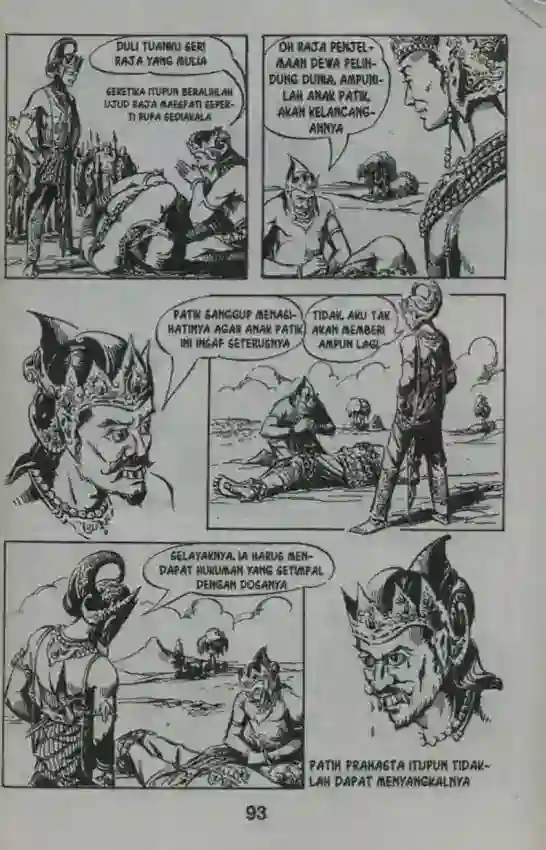 DULI TUANKU SERI
RAJA YANG MULIA
SEKETIKA ITUPUN BERALIHLAH
UJUD RAJA MAESPATI SEPER-
TI RUPA SEDIAKALA
OH RAJA PENJEL-
MAAN DEWA PELIN-
DUNG DUNIA, AMPUNI-
LAH ANAK PATIK,
AKAN KELANCANG-
ANNYA
PATIK SANGGUP MENASI-
HATINYA AGAR ANAK PATIK
INI INSAF SETERUSNYA
TIDAK, AKU TAK
AKAN MEMBERI
AMPUN LAGI
SELAYAKNYA, IA HARUS MEN-
DAPAT HUKUMAN YANG SETIMPAL
DENGAN DOSANYA
PATIH PRAHASTA ITUPUN TIDAK-
LAH DAPAT MENYANGKALNYA
93